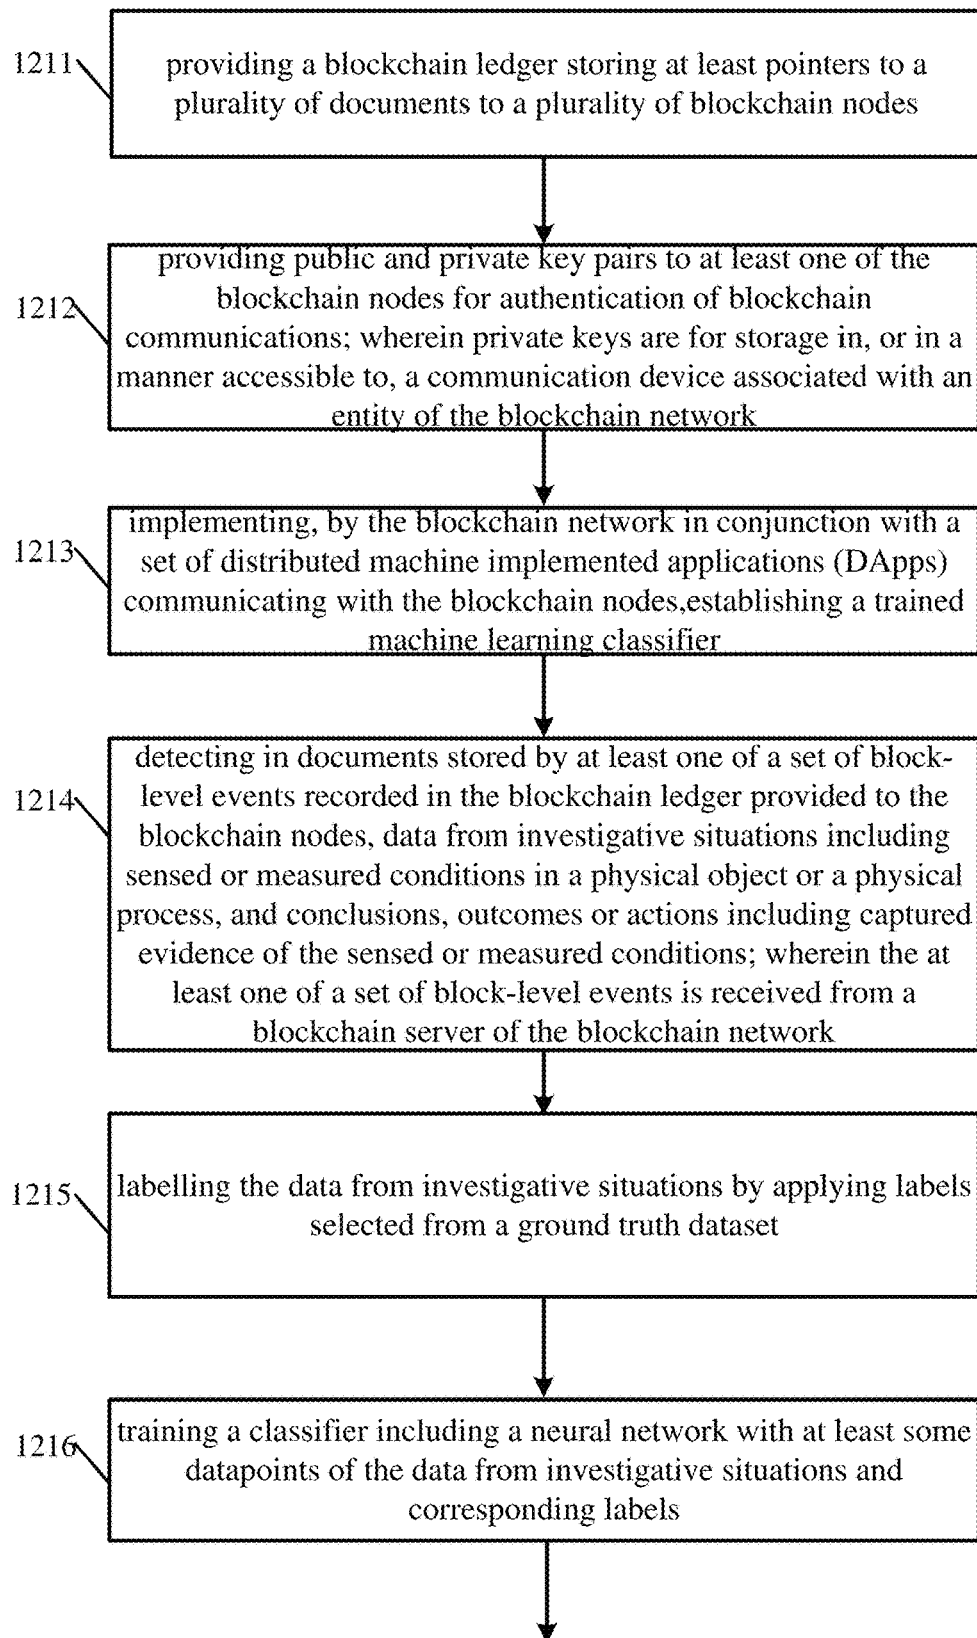 1211
providing a blockchain ledger storing at least pointers to a
plurality of documents to a plurality of blockchain nodes
1212
providing public and private key pairs to at least one of the
blockchain nodes for authentication of blockchain
communications; wherein private keys are for storage in, or in a
manner accessible to, a communication device associated with an
entity of the blockchain network
1213
implementing, by the blockchain network in conjunction with a
set of distributed machine implemented applications (DApps)
communicating with the blockchain nodes,establishing a trained
machine learning classifier
1214
detecting in documents stored by at least one of a set of block-
level events recorded in the blockchain ledger provided to the
blockchain nodes, data from investigative situations including
sensed or measured conditions in a physical object or a physical
process, and conclusions, outcomes or actions including captured
evidence of the sensed or measured conditions; wherein the at
least one of a set of block-level events is received from a
blockchain server of the blockchain network
1215
labelling the data from investigative situations by applying labels
selected from a ground truth dataset
1216
training a classifier including a neural network with at least some
datapoints of the data from investigative situations and
corresponding labels